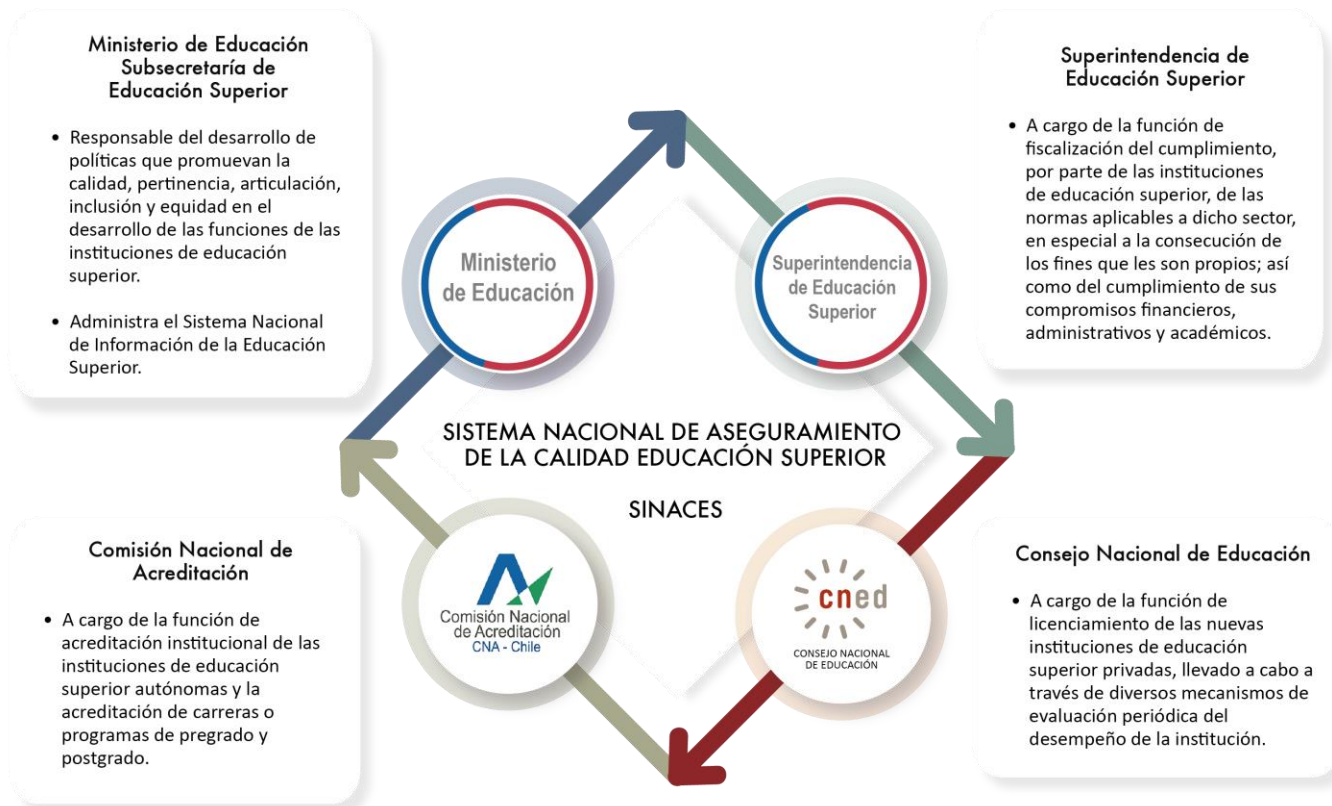 Ministerio de Educación
Subsecretaría de
Educación Superior
• Responsable del desarrollo de
políticas que promuevan la
calidad, pertinencia, articulación,
inclusión y equidad en el
desarrollo de las funciones de las
instituciones de educación
superior.
• Administra el Sistema Nacional
de Información de la Educación
Superior.
Superintendencia de
Educación Superior
• A cargo de la función de
fiscalización del cumplimiento,
por parte de las instituciones
de educación superior, de las
normas aplicables a dicho sector,
en especial a la consecución de
los fines que les son propios; así
como del cumplimiento de sus
compromisos financieros,
administrativos y académicos.
Ministerio
de Educación
Superintendencia
de Educación
Superior
SISTEMA NACIONAL DE ASEGURAMIENTO
DE LA CALIDAD EDUCACIÓN SUPERIOR
SINACES
Comisión Nacional
de Acreditación
CNA - Chile
cned
CONSEJO NACIONAL
DE EDUCACIÓN
Comisión Nacional de
Acreditación
• A cargo de la función de
acreditación institucional de las
instituciones de educación
superior autónomas y la
acreditación de carreras o
programas de pregrado y
postgrado.
Consejo Nacional de Educación
• A cargo de la función de
licenciamiento de las nuevas
instituciones de educación
superior privadas, llevado a cabo a
través de diversos mecanismos de
evaluación periódica del
desempeño de la institución.